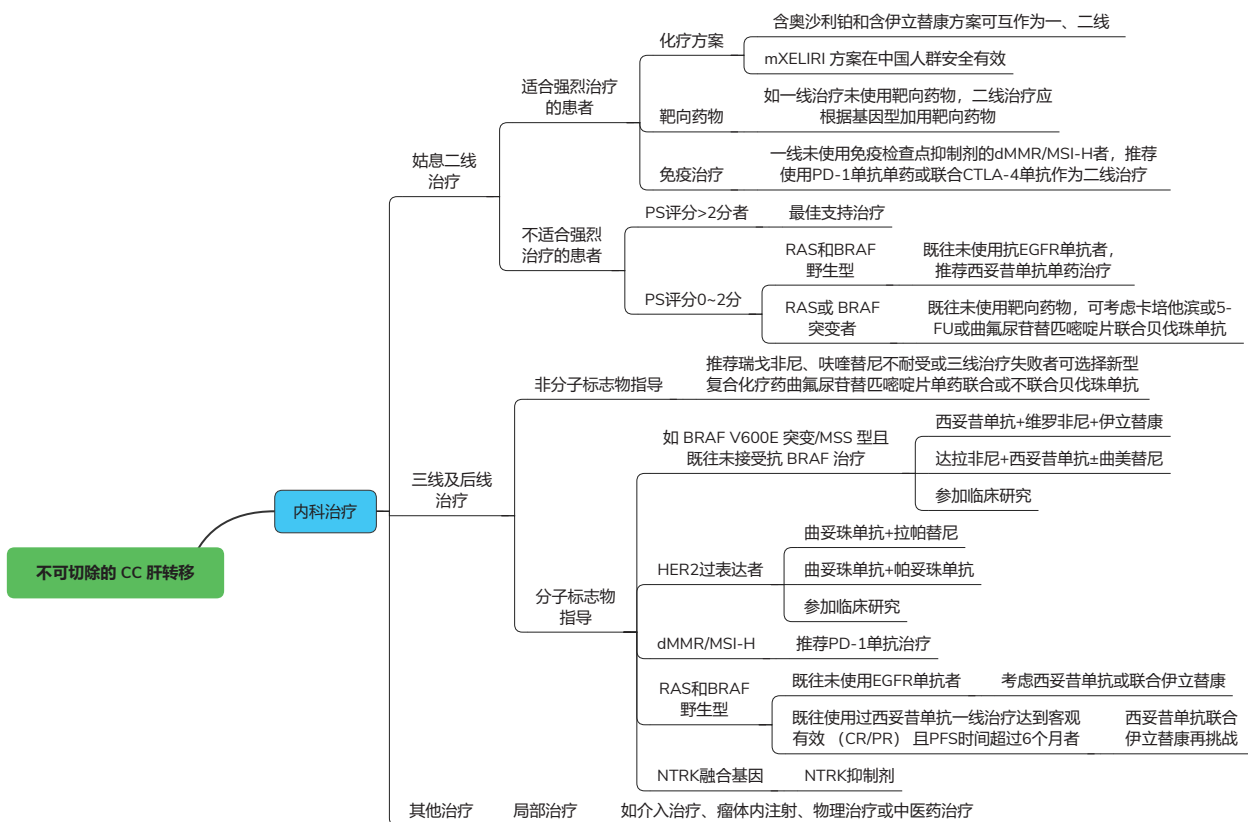 不可切除的 CC 肝转移
内科治疗
姑息二线
治疗
适合强烈治疗
的患者
化疗方案
含奥沙利铂和含伊立替康方案可互作为一、二线
mXELIRI 方案在中国人群安全有效
靶向药物
如一线治疗未使用靶向药物，二线治疗应
根据基因型加用靶向药物
免疫治疗
一线未使用免疫检查点抑制剂的dMMR/MSI-H者，推荐
使用PD-1单抗单药或联合CTLA-4单抗作为二线治疗
不适合强烈
治疗的患者
PS评分>2分者
最佳支持治疗
PS评分0~2分
RAS和BRAF
野生型
既往未使用抗EGFR单抗者，
推荐西妥昔单抗单药治疗
RAS或 BRAF
突变者
既往未使用靶向药物，可考虑卡培他滨或5-
FU或曲氟尿苷替匹嘧啶片联合贝伐珠单抗
三线及后线
治疗
非分子标志物指导
推荐瑞戈非尼、呋喹替尼不耐受或三线治疗失败者可选择新型
复合化疗药曲氟尿苷替匹嘧啶片单药联合或不联合贝伐珠单抗
分子标志物
指导
如 BRAF V600E 突变/MSS 型且
既往未接受抗 BRAF 治疗
西妥昔单抗+维罗非尼+伊立替康
达拉非尼+西妥昔单抗±曲美替尼
参加临床研究
HER2过表达者
曲妥珠单抗+拉帕替尼
曲妥珠单抗+帕妥珠单抗
参加临床研究
dMMR/MSI-H
推荐PD-1单抗治疗
RAS和BRAF
野生型
既往未使用EGFR单抗者
考虑西妥昔单抗或联合伊立替康
既往使用过西妥昔单抗一线治疗达到客观
有效 （CR/PR） 且PFS时间超过6个月者
西妥昔单抗联合
伊立替康再挑战
NTRK融合基因
NTRK抑制剂
其他治疗
局部治疗
如介入治疗、瘤体内注射、物理治疗或中医药治疗